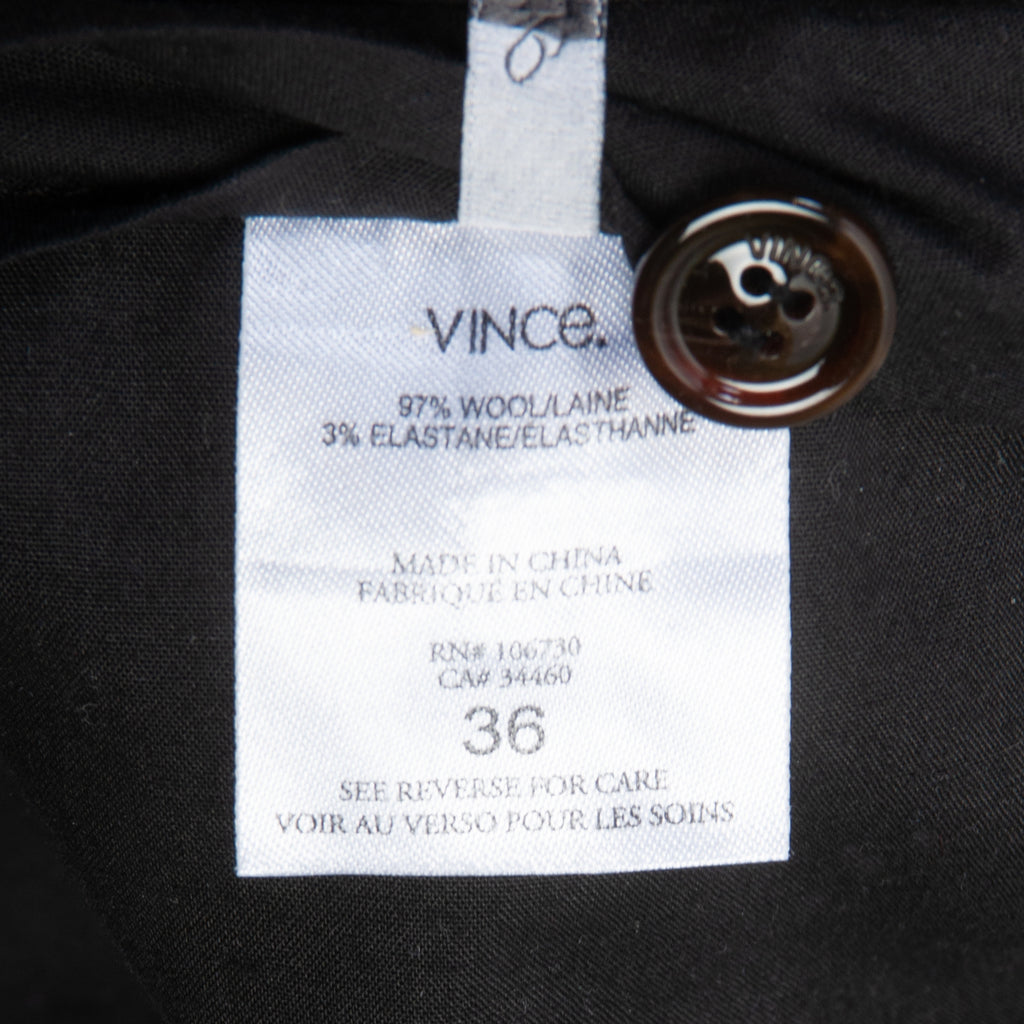 VINCe.
97% WOOL/LAINE
3% ELASTANE/ELASTHANNE
MADE IN CHINA
FABRIQUÉ EN CHINE
RN# 106730
CA# 34460
36
SEE REVERSE FOR CARE
VOIR AU VERSO POUR LES SOINS
VINCE